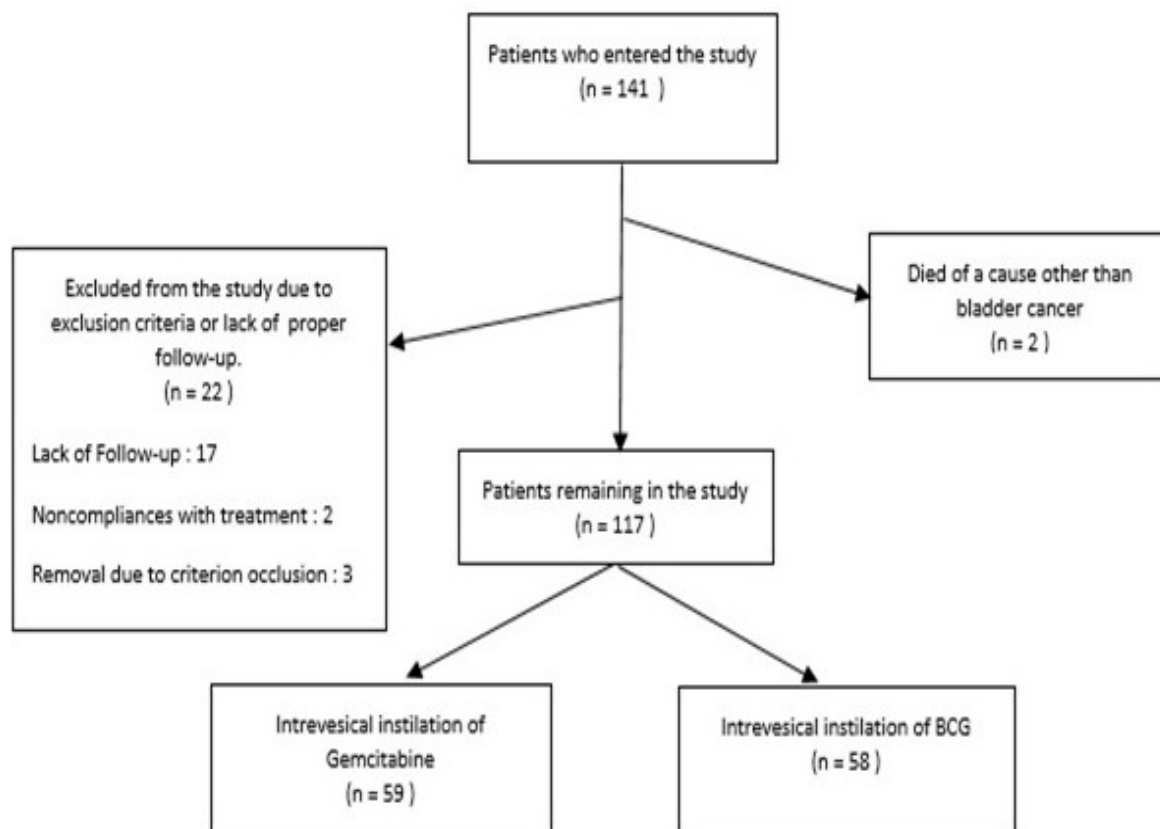 Patients who entered the study
(n = 141 )
Died of a cause other than
bladder cancer
(n = 2 )
Excluded from the study due to
exclusion criteria or lack of proper
follow-up.
(n = 22 )
Lack of Follow-up : 17
Noncompliances with treatment : 2
Removal due to criterion occlusion : 3
Patients remaining in the study
(n = 117 )
Intrevesical instilation of
Gemcitabine
(n = 59 )
Intrevesical instilation of BCG
(n = 58 )